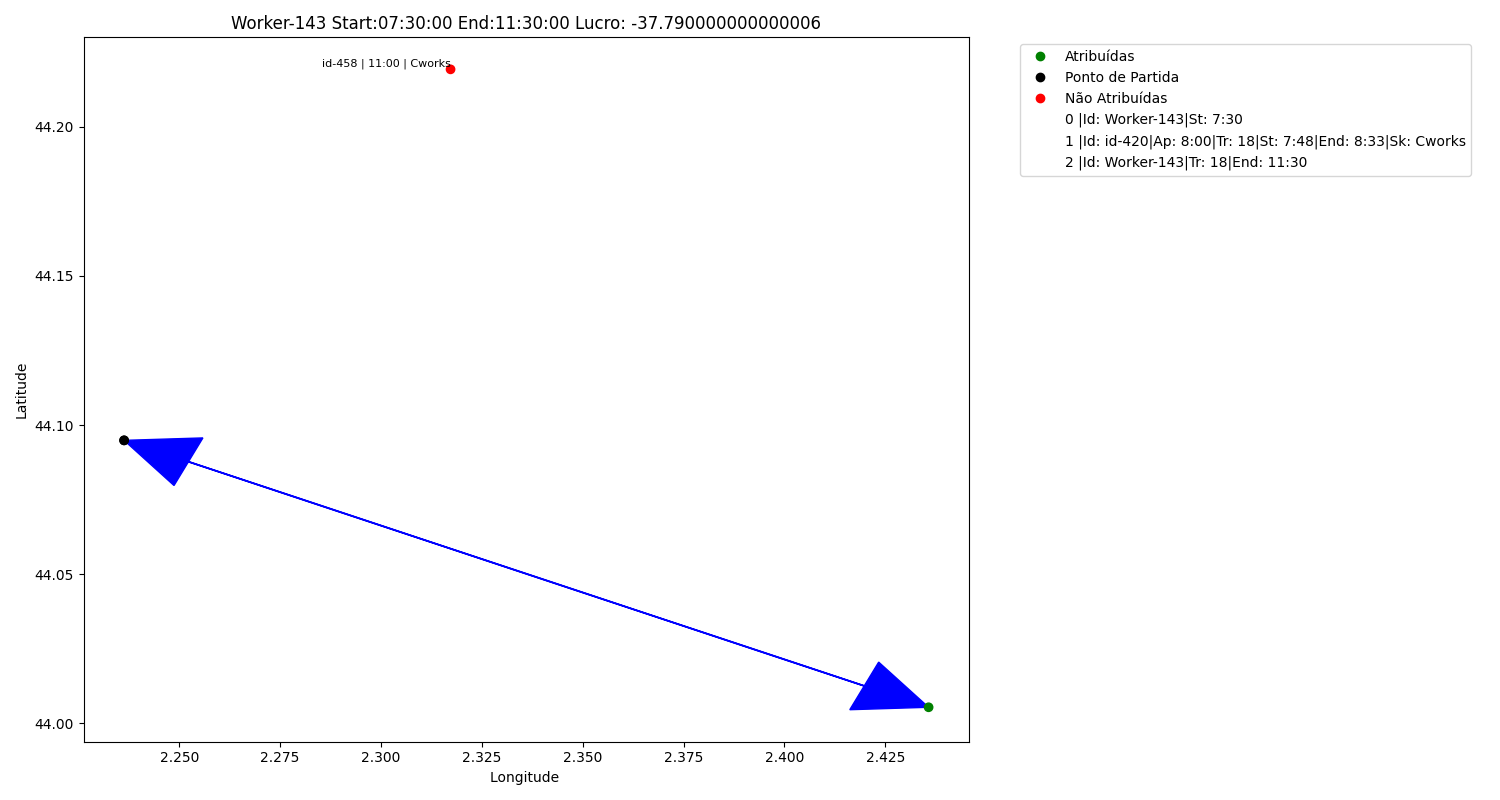 Worker-143 Start:07:30:00 End:11:30:00 Lucro: -37.790000000000006
id-458 | 11:00 | Cworks
Atribuídas
Ponto de Partida
Não Atribuídas
0 |Id: Worker-143|St: 7:30
1 |Id: id-420|Ap: 8:00|Tr: 18|St: 7:48|End: 8:33|Sk: Cworks
2 |Id: Worker-143|Tr: 18|End: 11:30
Latitude
44.20
44.15
44.10
44.05
44.00
2.250 2.275 2.300 2.325 2.350 2.375 2.400 2.425
Longitude